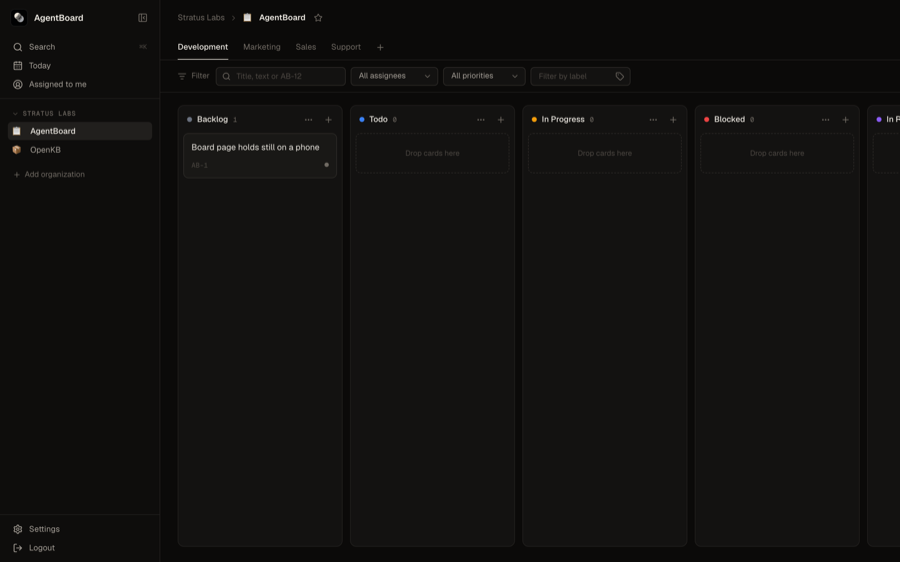 AgentBoard
Search ⌘K
Today
Assigned to me
STRATUS LABS
AgentBoard
OpenKB
+ Add organization
Settings
Logout
Stratus Labs › AgentBoard
Development Marketing Sales Support +
Filter Title, text or AB-12 All assignees All priorities Filter by label
Backlog 1
Board page holds still on a phone
AB-1
Todo 0
Drop cards here
In Progress 0
Drop cards here
Blocked 0
Drop cards here
In